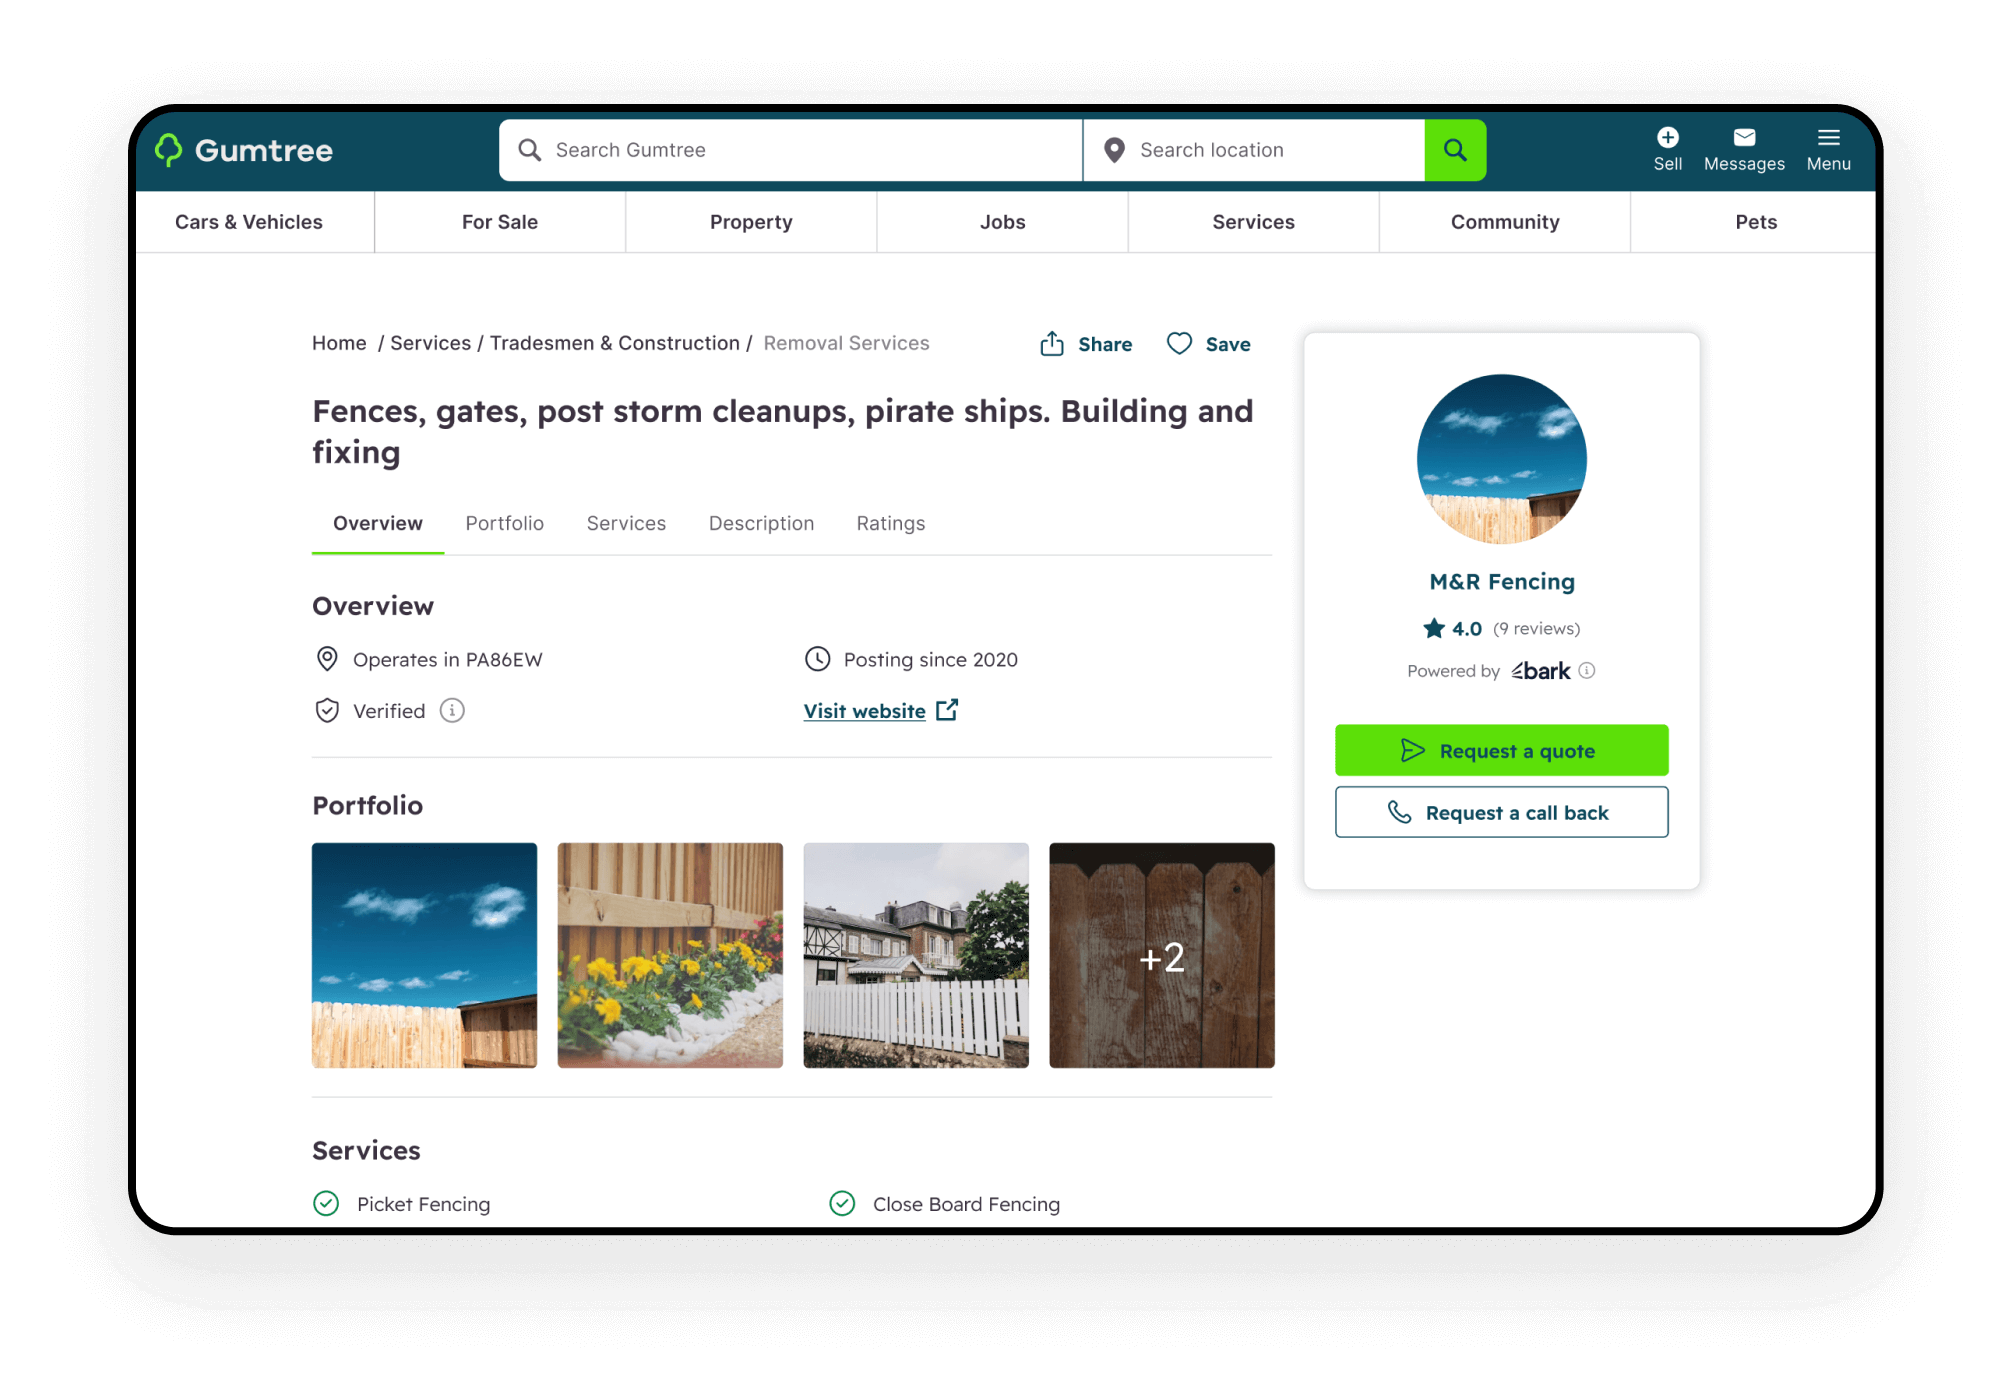 Gumtree
Search Gumtree
Search location
Sell
Messages
Menu
Cars & Vehicles
For Sale
Property
Jobs
Services
Community
Pets
Home / Services / Tradesmen & Construction / Removal Services
Share
Save
Fences, gates, post storm cleanups, pirate ships. Building and
fixing
Overview
Portfolio
Services
Description
Ratings
Overview
Operates in PA86EW
Posting since 2020
Verified
Visit website
Portfolio
+2
Services
Picket Fencing
Close Board Fencing
M&R Fencing
4.0 (9 reviews)
Powered by bark
Request a quote
Request a call back